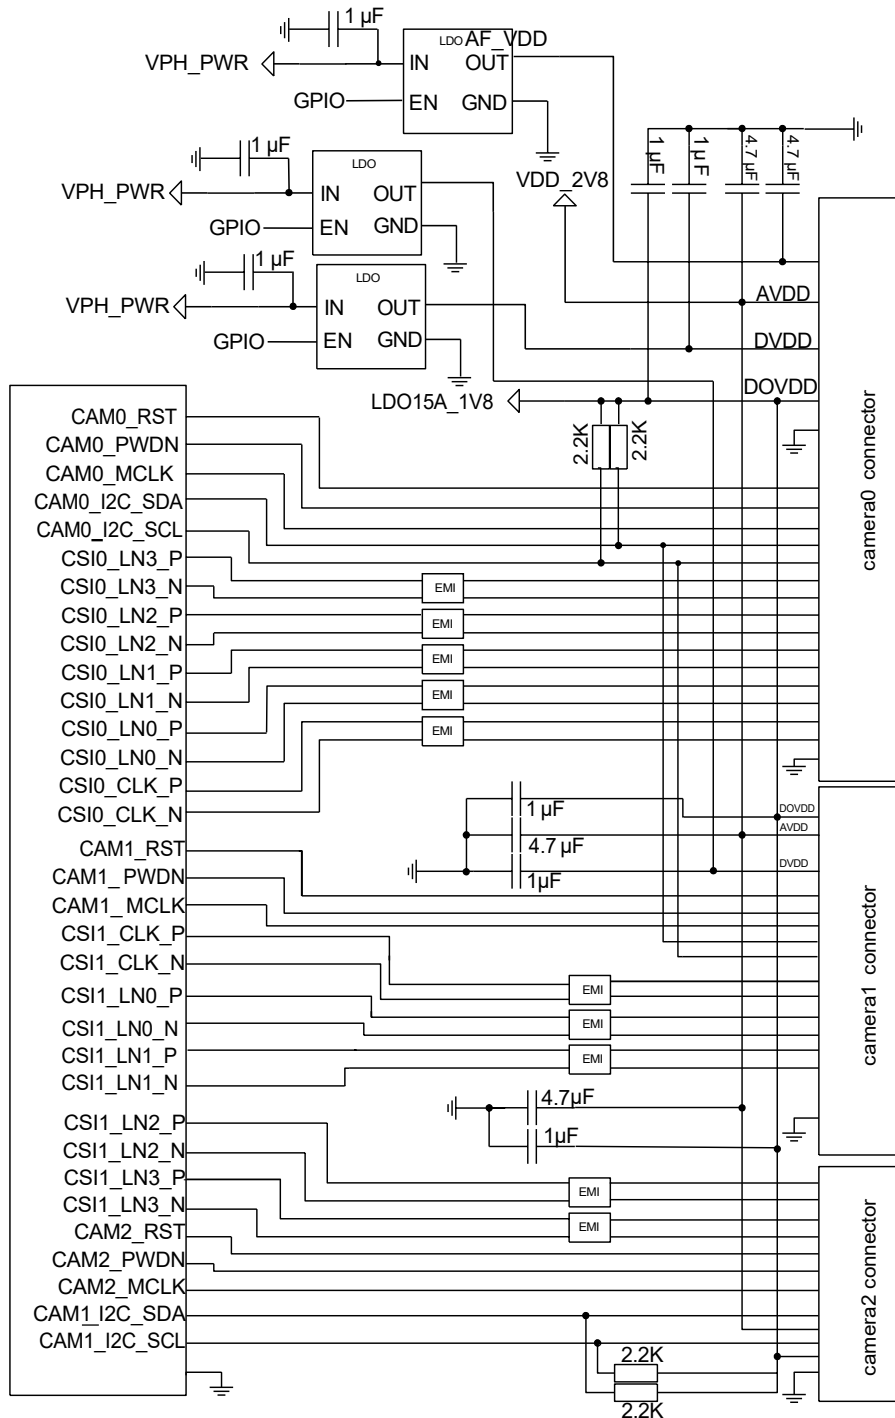 1 µF
LDO
AF_VDD
VPH_PWR
IN
OUT
GPIO
EN
GND
1 µF
LDO
VPH_PWR
IN
OUT
GPIO
EN
GND
1 µF
LDO
VPH_PWR
IN
OUT
GPIO
EN
GND
VDD_2V8
1 µF
1 µF
4.7 µF
4.7 µF
AVDD
DVDD
DOVDD
LDO15A_1V8
2.2K
2.2K
camera0 connector
CAM0_RST
CAM0_PWDN
CAM0_MCLK
CAM0_I2C_SDA
CAM0_I2C_SCL
CSI0_LN3_P
CSI0_LN3_N
EMI
CSI0_LN2_P
EMI
CSI0_LN2_N
CSI0_LN1_P
EMI
CSI0_LN1_N
EMI
CSI0_LN0_P
EMI
CSI0_LN0_N
CSI0_CLK_P
CSI0_CLK_N
1 µF
DOVDD
4.7 µF
AVDD
1µF
DVDD
camera1 connector
CAM1_RST
CAM1_PWDN
CAM1_MCLK
CSI1_CLK_P
CSI1_CLK_N
EMI
CSI1_LN0_P
EMI
CSI1_LN0_N
CSI1_LN1_P
EMI
CSI1_LN1_N
4.7µF
1µF
CSI1_LN2_P
CSI1_LN2_N
CSI1_LN3_P
EMI
CSI1_LN3_N
EMI
CAM2_RST
CAM2_PWDN
CAM2_MCLK
CAM1_I2C_SDA
CAM1_I2C_SCL
2.2K
2.2K
camera2 connector